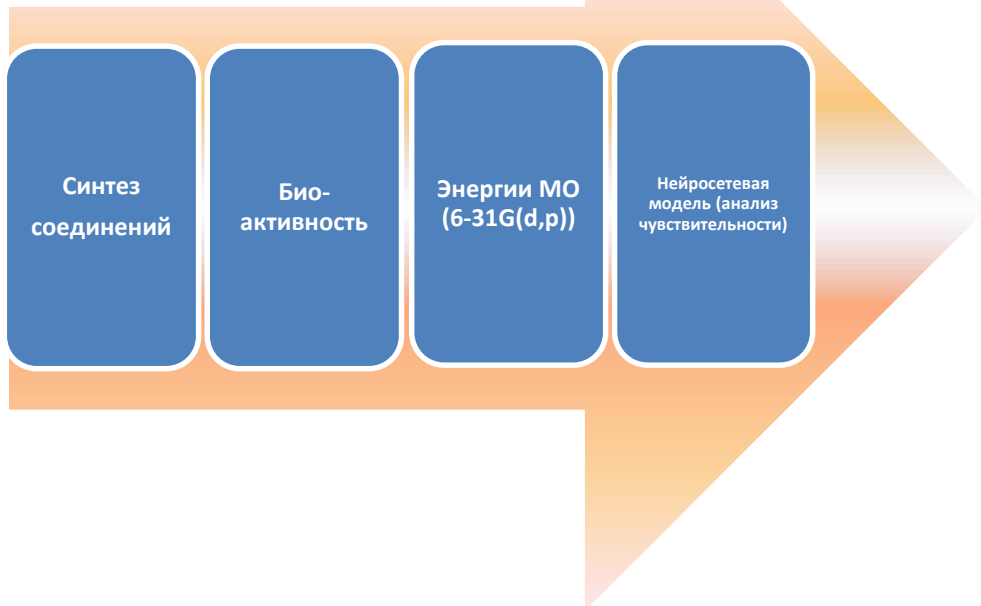 Синтез
соединений
Био-
активность
Энергии МО
(6-31G(d,p))
Нейросетевая
модель (анализ
чувствительности)